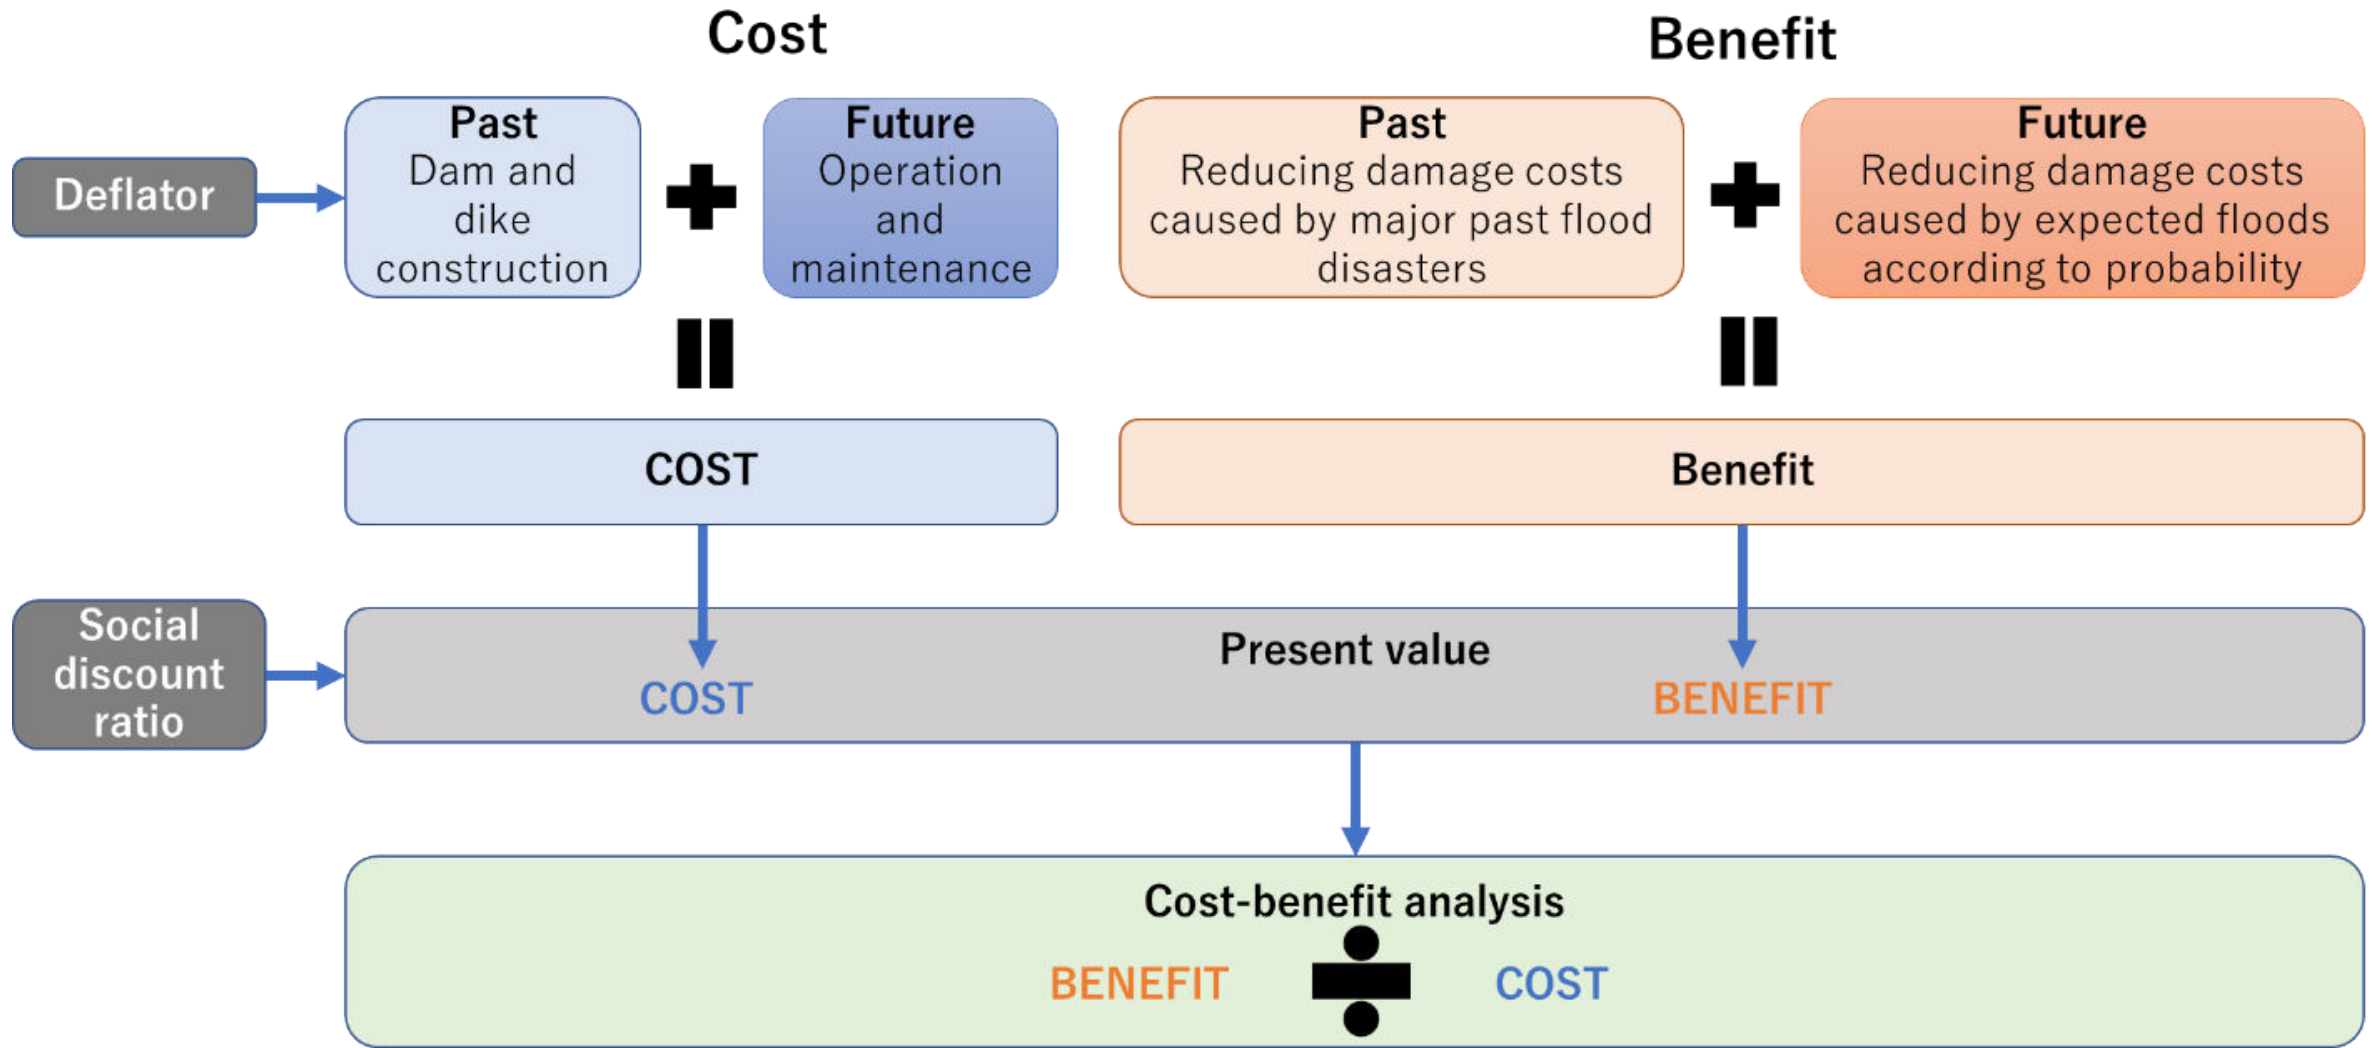 Cost
Benefit
Deflator
Past
Dam and
dike
construction
Future
Operation
and
maintenance
Past
Reducing damage costs
caused by major past flood
disasters
Future
Reducing damage costs
caused by expected floods
according to probability
COST
Benefit
Social
discount
ratio
Present value
COST
BENEFIT
Cost-benefit analysis
BENEFIT ÷ COST